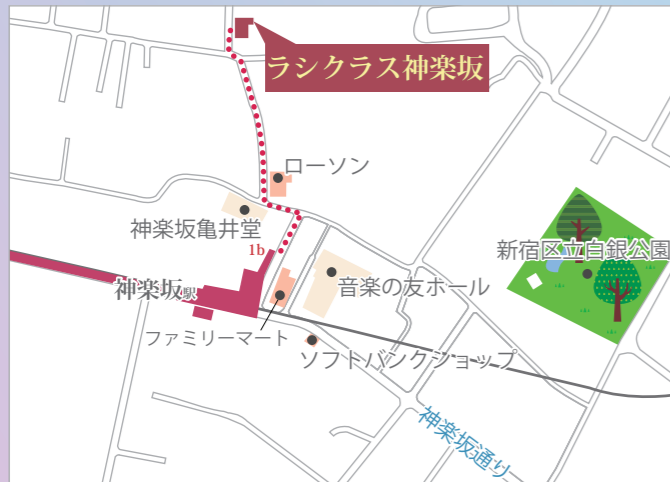 ラシクラス神楽坂
ローソン
神楽坂亀井堂
1b
新宿区立白銀公園
神楽坂駅
音楽の友ホール
ファミリーマート
ソフトバンクショップ
神楽坂通り